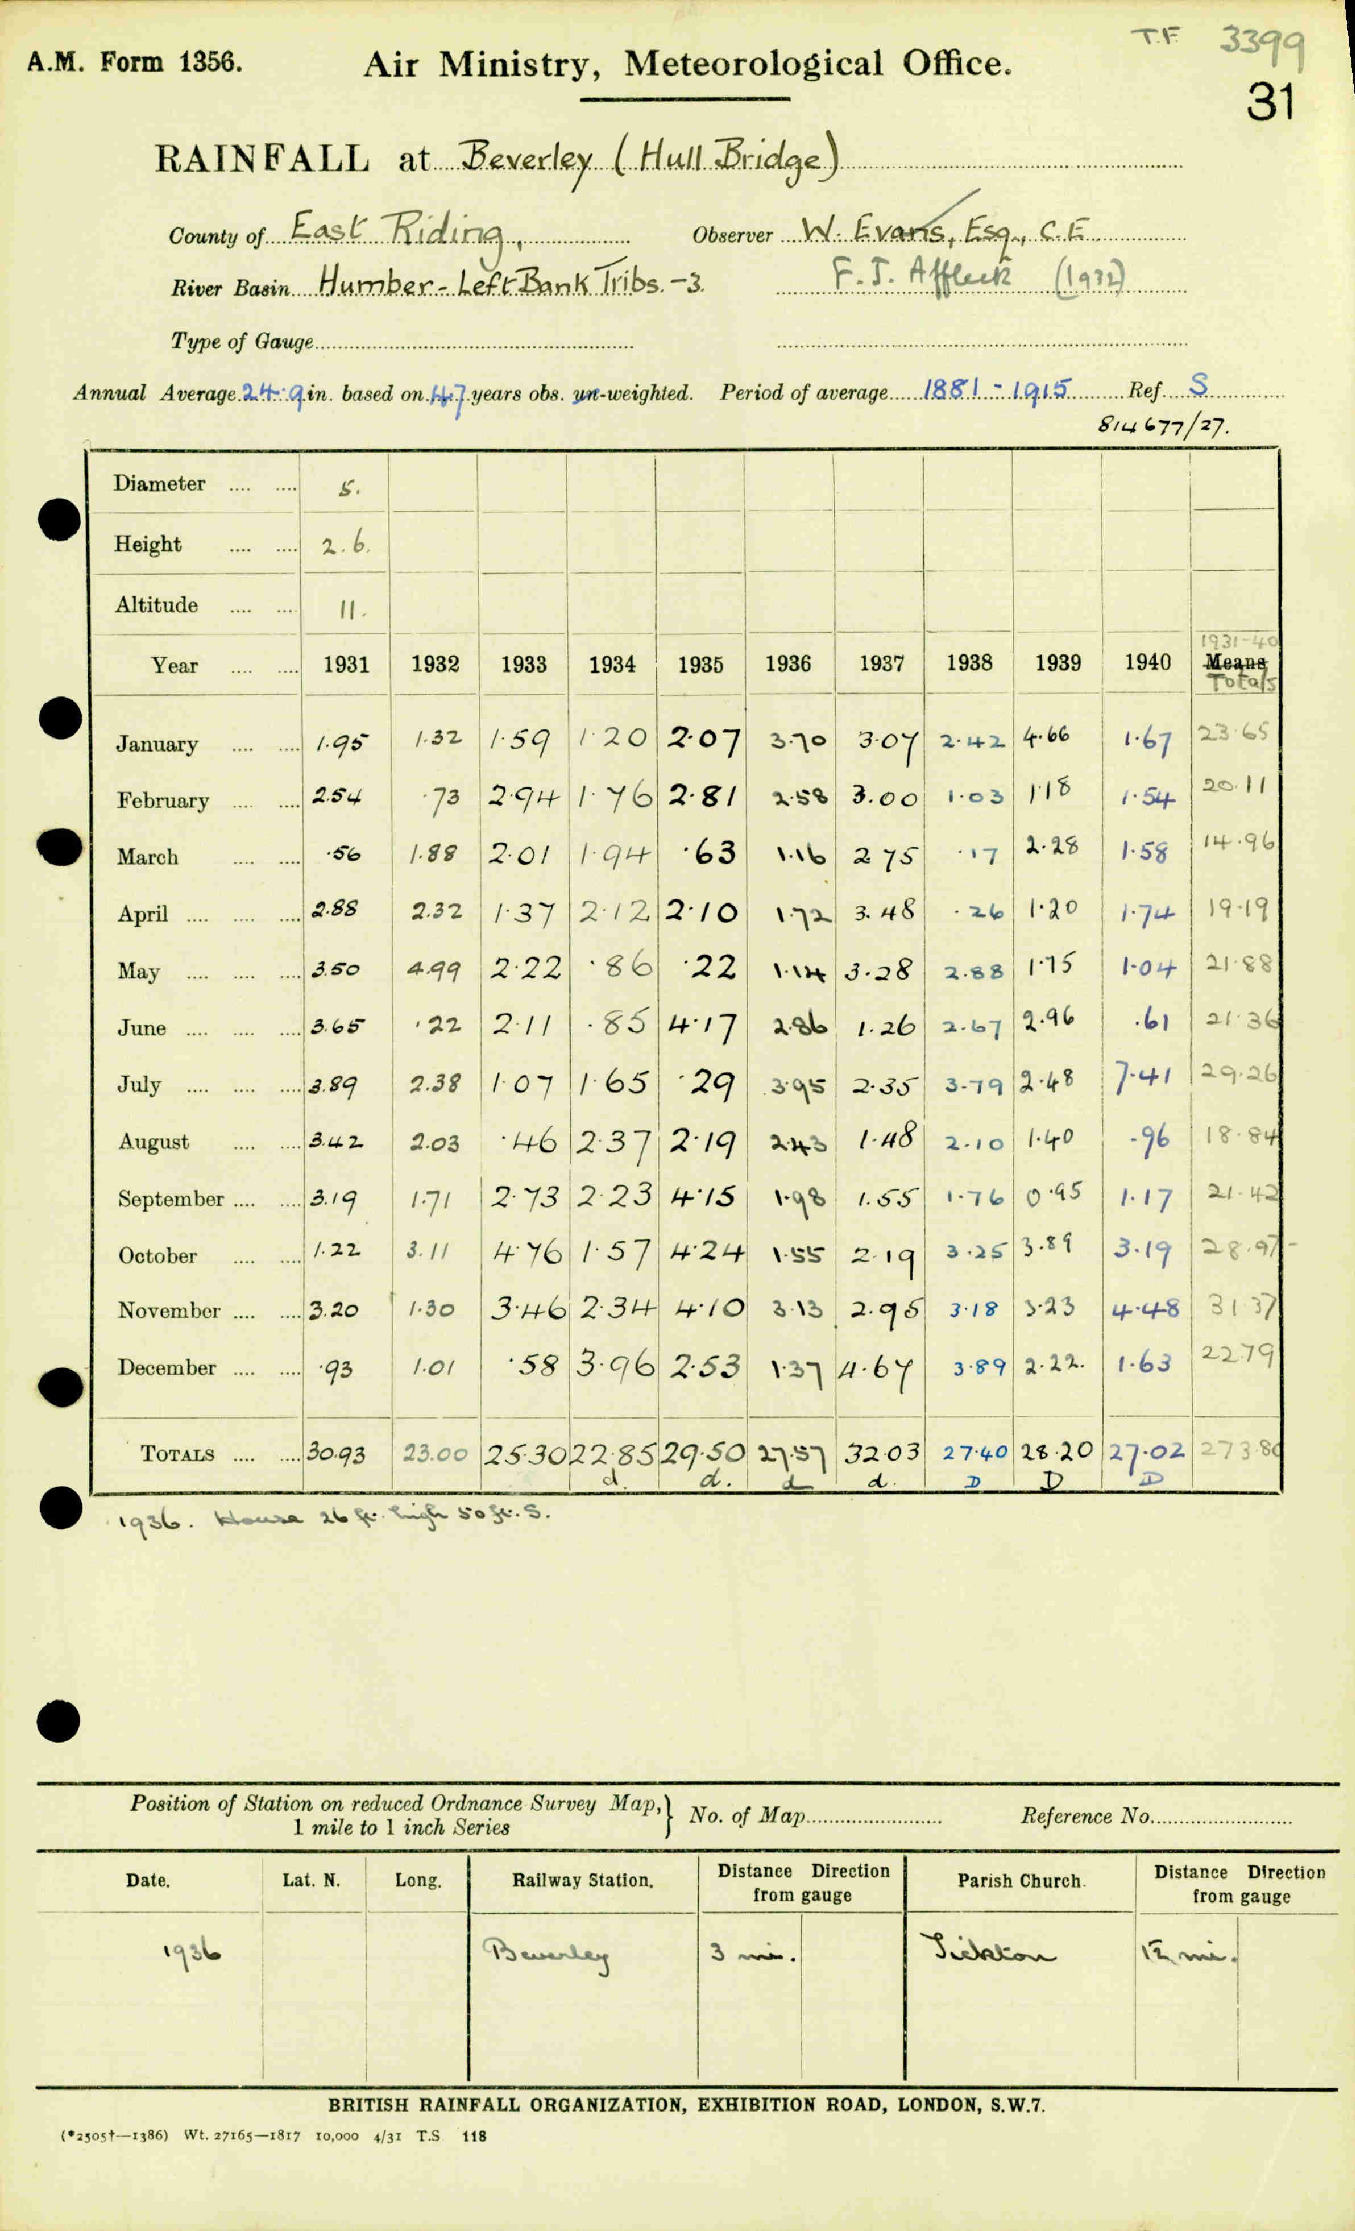 T.F. 3399
A.M. Form 1356. Air Ministry, Meteorological Office.
31
RAINFALL at Beverley (Hull Bridge)
County of East Riding, Observer W. Evans, Esq., C.E.
River Basin Humber - Left Bank Tribs. - 3. F. J. Affleck (1932)
Type of Gauge
Annual Average 24.9 in. based on 47 years obs. un-weighted. Period of average 1881 - 1915 Ref. S
814677/27.
Diameter .... .... 5.
Height .... .... 2.6.
Altitude .... .... 11.
1931-40
Year .... .... 1931 1932 1933 1934 1935 1936 1937 1938 1939 1940 Means
Totals
January .... .... 1.95 1.32 1.59 1.20 2.07 3.70 3.07 2.42 4.66 1.67 23.65
February .... .... 2.54 .73 2.94 1.76 2.81 2.58 3.00 1.03 1.18 1.54 20.11
March .... .... .56 1.88 2.01 1.94 .63 1.16 2.75 .17 2.28 1.58 14.96
April .... .... .... 2.88 2.32 1.37 2.12 2.10 1.72 3.48 .26 1.20 1.74 19.19
May .... .... .... 3.50 4.99 2.22 .86 .22 1.14 3.28 2.88 1.75 1.04 21.88
June .... .... .... 3.65 .22 2.11 .85 4.17 2.86 1.26 2.67 2.96 .61 21.36
July .... .... .... 3.89 2.38 1.07 1.65 .29 3.95 2.35 3.79 2.48 7.41 29.26
August .... .... 3.42 2.03 .46 2.37 2.19 2.43 1.48 2.10 1.40 .96 18.84
September .... .... 3.19 1.71 2.73 2.23 4.15 1.98 1.55 1.76 0.95 1.17 21.42
October .... .... 1.22 3.11 4.76 1.57 4.24 1.55 2.19 3.25 3.89 3.19 28.97
November .... .... 3.20 1.30 3.46 2.34 4.10 3.13 2.95 3.18 3.23 4.48 31.37
December .... .... .93 1.01 .58 3.96 2.53 1.37 4.67 3.89 2.22. 1.63 22.79
TOTALS .... .... 30.93 23.00 25.30 22.85 29.50 27.57 32.03 27.40 28.20 27.02 273.80
d. d. d d. D D D
1936. House 26 ft. high 50 ft. S.
Position of Station on reduced Ordnance Survey Map, } No. of Map Reference No.
1 mile to 1 inch Series
Date. Lat. N. Long. Railway Station. Distance Direction from gauge Parish Church. Distance Direction from gauge
1936 Beverley 3 mi. Tickton 1½ mi.
BRITISH RAINFALL ORGANIZATION, EXHIBITION ROAD, LONDON, S.W.7.
(*2505†—1386) Wt. 27165—1817 10,000 4/31 T.S. 118